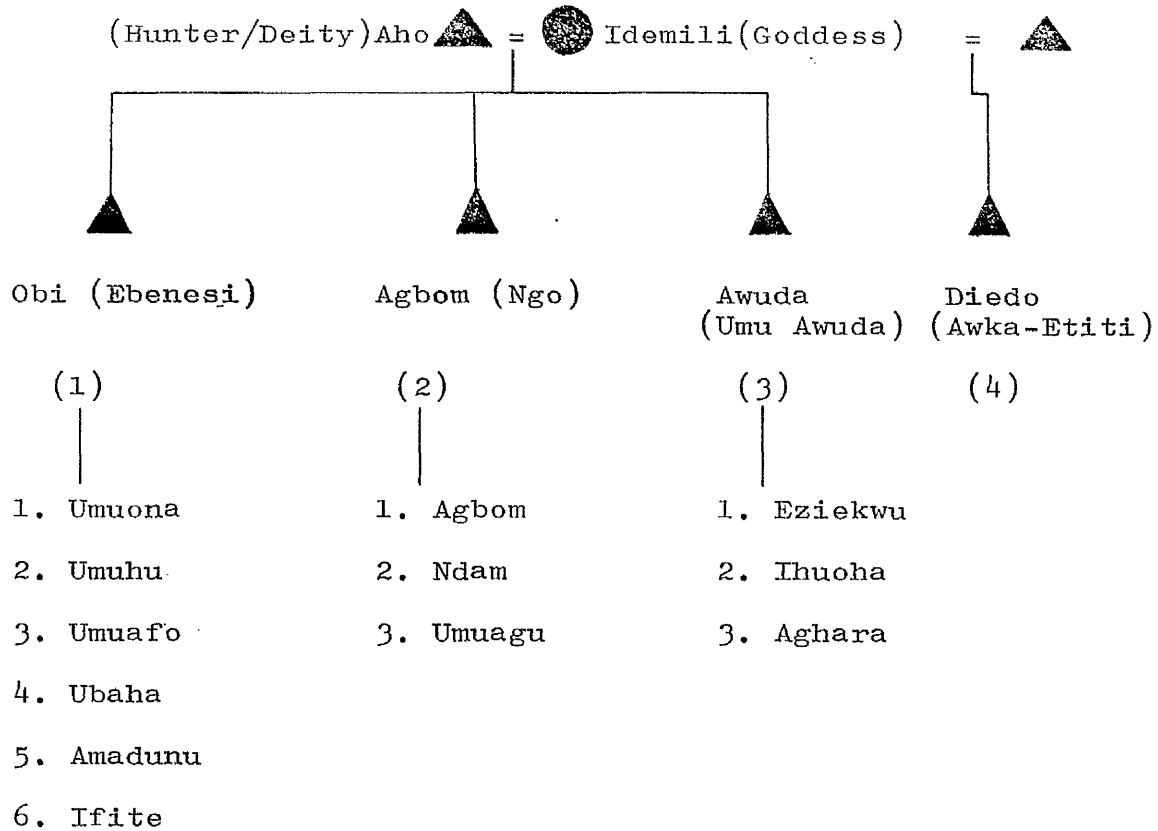 (Hunter/Deity)Aho = Idemili(Goddess) =
Obi (Ebenesi) Agbom (Ngo) Awuda Diedo
(Umu Awuda) (Awka-Etiti)
(1) (2) (3) (4)
1. Umuona 1. Agbom 1. Eziekwu
2. Umuhu 2. Ndam 2. Ihuoha
3. Umuafo 3. Umuagu 3. Aghara
4. Ubaha
5. Amadunu
6. Ifite